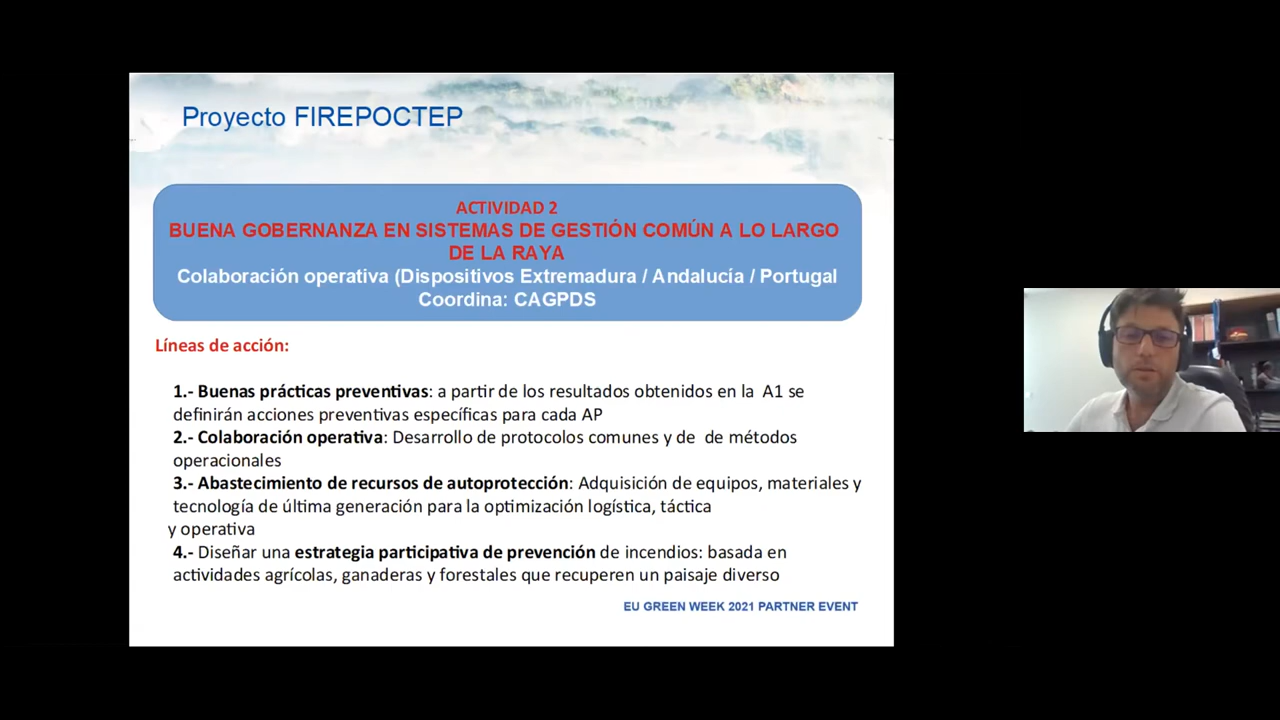 Proyecto FIREPOCTEP
ACTIVIDAD 2
BUENA GOBERNANZA EN SISTEMAS DE GESTIÓN COMÚN A LO LARGO
DE LA RAYA
Colaboración operativa (Dispositivos Extremadura / Andalucía / Portugal
Coordina: CAGPDS
Líneas de acción:
1.- Buenas prácticas preventivas: a partir de los resultados obtenidos en la A1 se
definirán acciones preventivas específicas para cada AP
2.- Colaboración operativa: Desarrollo de protocolos comunes y de de métodos
operacionales
3.- Abastecimiento de recursos de autoprotección: Adquisición de equipos, materiales y
tecnología de última generación para la optimización logística, táctica
y operativa
4.- Diseñar una estrategia participativa de prevención de incendios: basada en
actividades agrícolas, ganaderas y forestales que recuperen un paisaje diverso
EU GREEN WEEK 2021 PARTNER EVENT